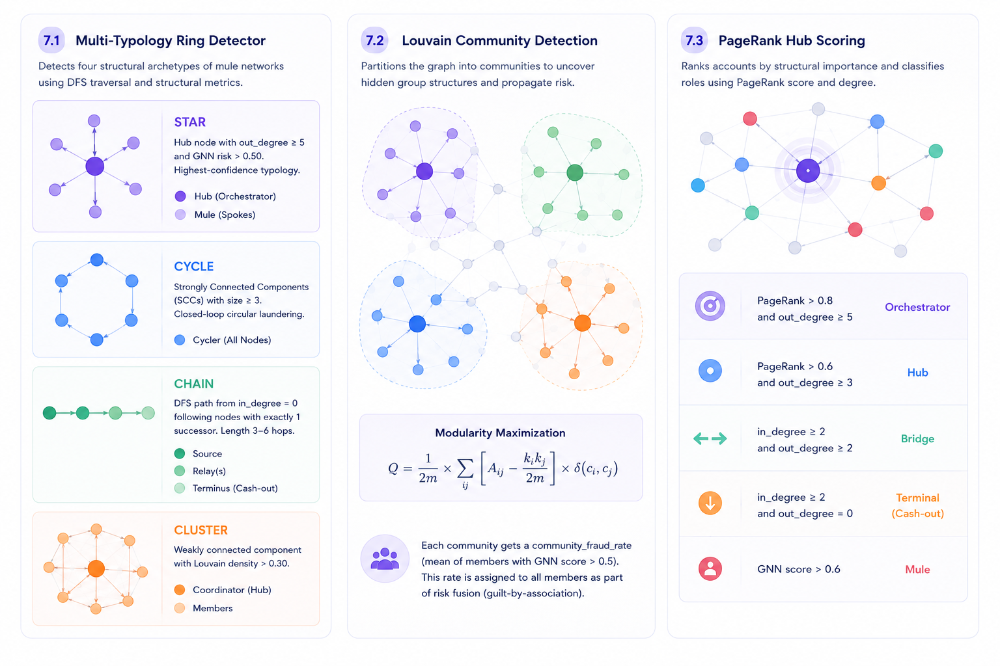 7.1 Multi-Typology Ring Detector
Detects four structural archetypes of mule networks
using DFS traversal and structural metrics.
STAR
Hub node with out_degree ≥ 5
and GNN risk > 0.50.
Highest-confidence typology.
Hub (Orchestrator)
Mule (Spokes)
CYCLE
Strongly Connected Components
(SCCs) with size ≥ 3.
Closed-loop circular laundering.
Cycler (All Nodes)
CHAIN
DFS path from in_degree = 0
following nodes with exactly 1
successor. Length 3–6 hops.
Source
Relay(s)
Terminus (Cash-out)
CLUSTER
Weakly connected component
with Louvain density > 0.30.
Coordinator (Hub)
Members
7.2 Louvain Community Detection
Partitions the graph into communities to uncover
hidden group structures and propagate risk.
Modularity Maximization
Q = 1/2m × ∑ij [Aij − kikj/2m] × δ(ci, cj)
Each community gets a community_fraud_rate
(mean of members with GNN score > 0.5).
This rate is assigned to all members as part
of risk fusion (guilt-by-association).
7.3 PageRank Hub Scoring
Ranks accounts by structural importance and classifies
roles using PageRank score and degree.
PageRank > 0.8
and out_degree ≥ 5
Orchestrator
PageRank > 0.6
and out_degree ≥ 3
Hub
in_degree ≥ 2
and out_degree ≥ 2
Bridge
in_degree ≥ 2
and out_degree = 0
Terminal
(Cash-out)
GNN score > 0.6
Mule